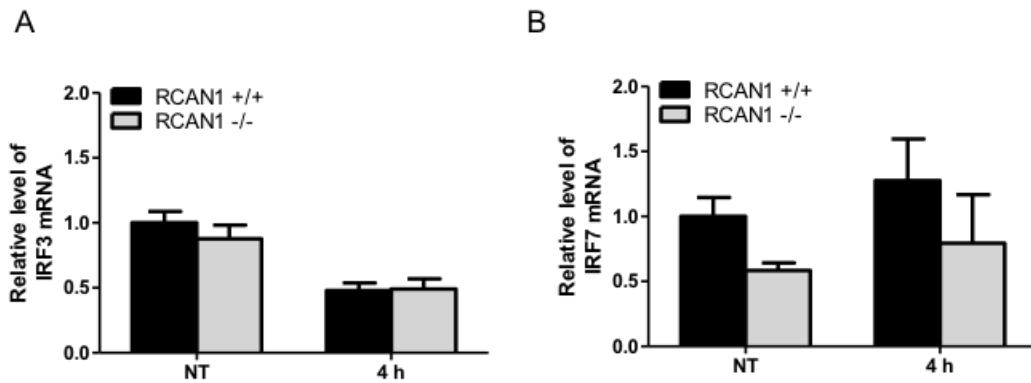 A
RCAN1 +/+
RCAN1 -/-
Relative level of
IRF3 mRNA
2.0
1.5
1.0
0.5
0.0
NT
4 h
B
RCAN1 +/+
RCAN1 -/-
Relative level of
IRF7 mRNA
2.0
1.5
1.0
0.5
0.0
NT
4 h